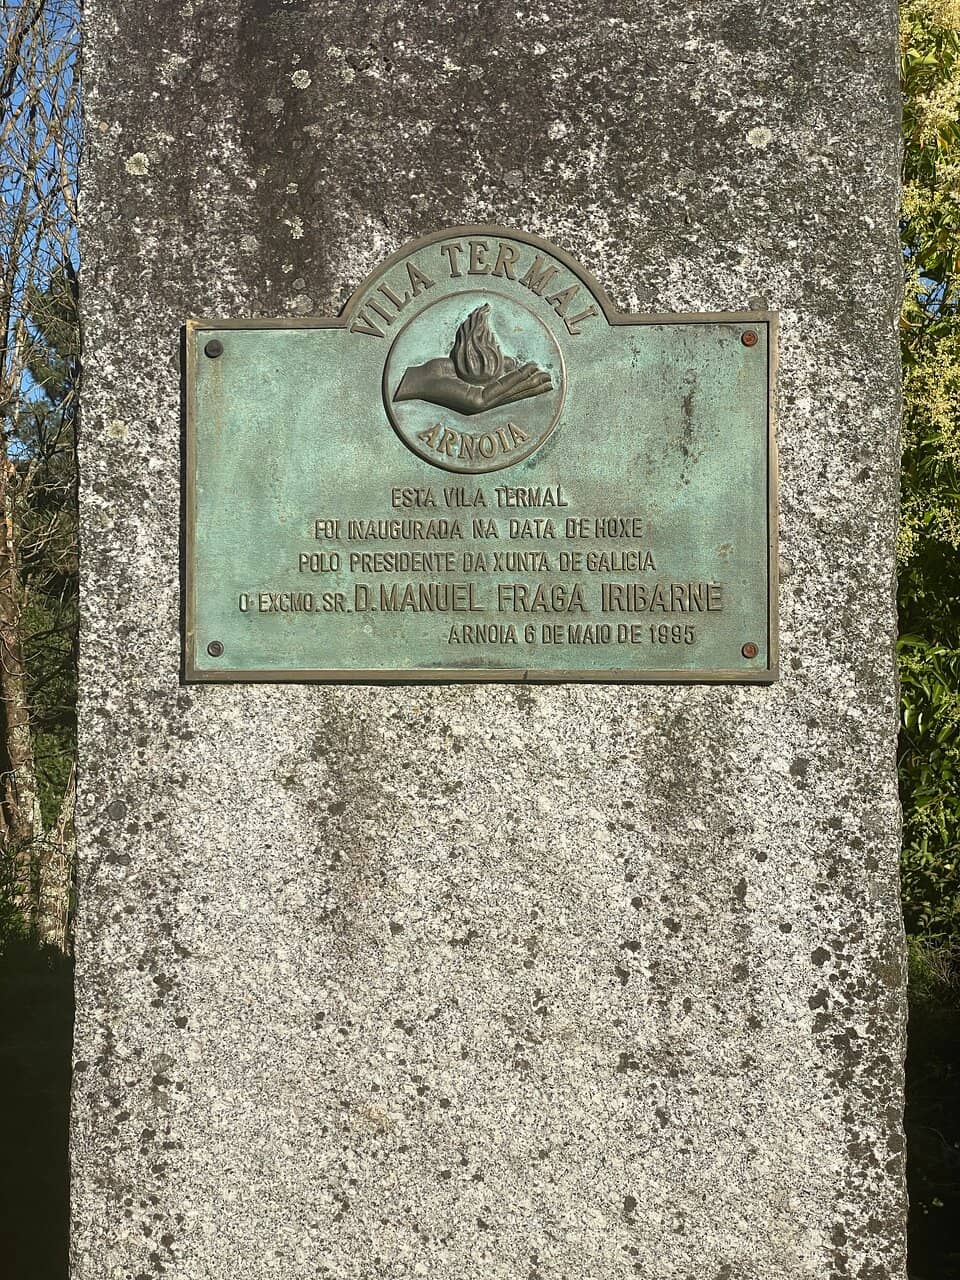 VILA TERMAL
ARNOIA
ESTA VILA TERMAL
FOI INAUGURADA NA DATA DE HOXE
POLO PRESIDENTE DA XUNTA DE GALICIA
O EXCMO. SR. D. MANUEL FRAGA IRIBARNE
ARNOIA 6 DE MAIO DE 1995